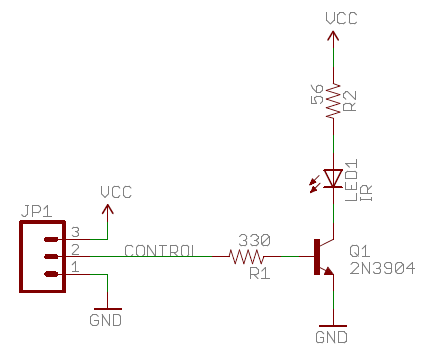 VCC
56
R2
LED1
IR
VCC
JP1
3
2
1
CONTROL
330
R1
Q1
2N3904
GND
GND